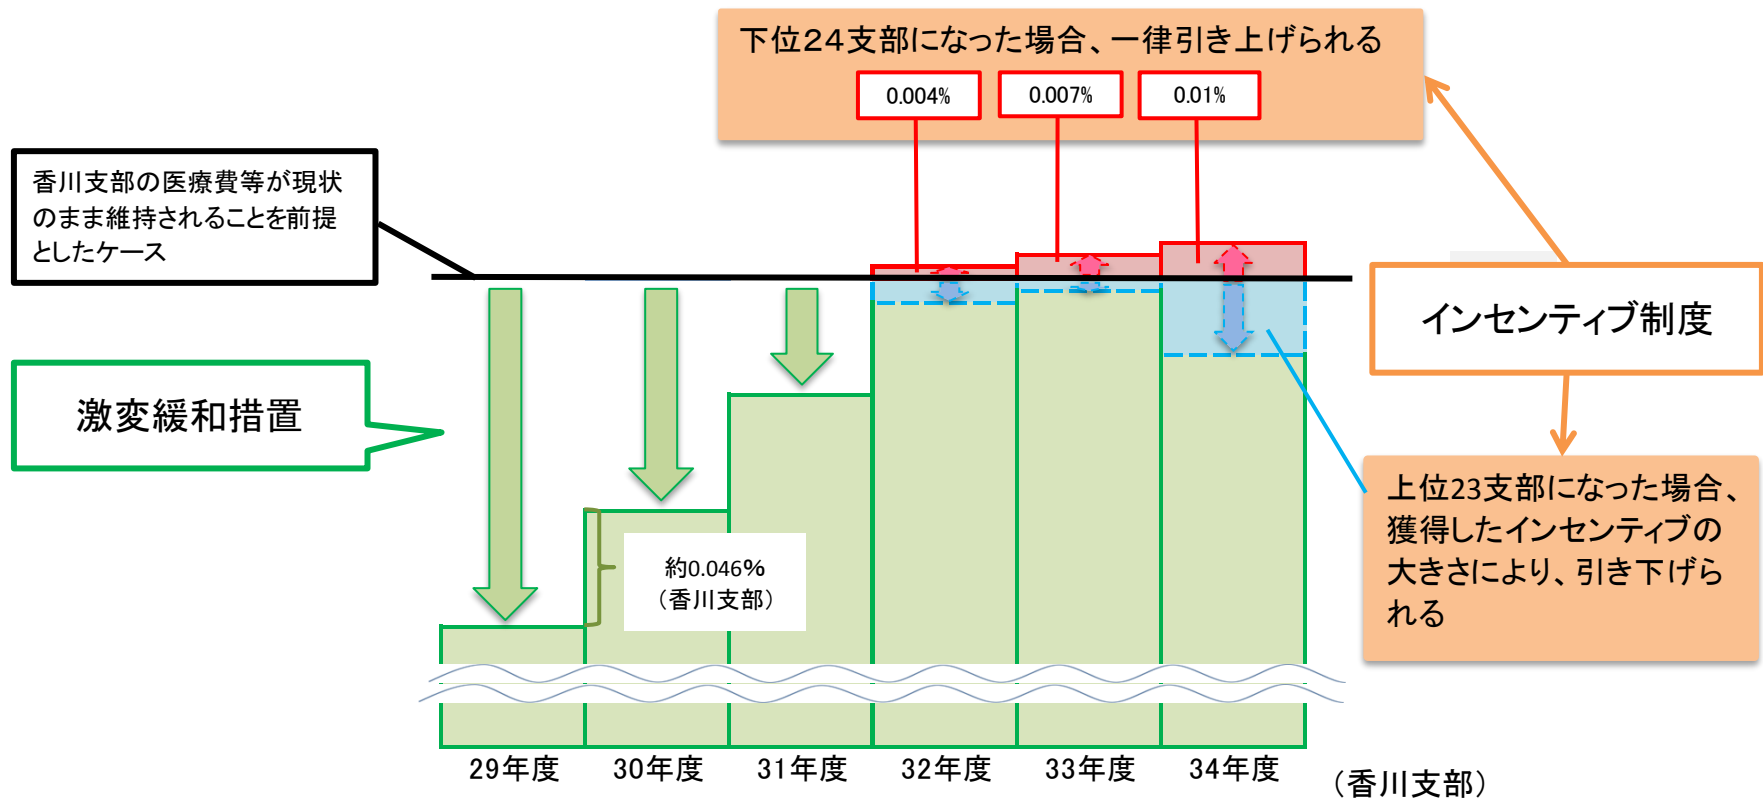 下位24支部になった場合、一律引き上げられる
0.004%
0.007%
0.01%
香川支部の医療費等が現状
のまま維持されることを前提
としたケース
インセンティブ制度
激変緩和措置
上位23支部になった場合、
獲得したインセンティブの
大きさにより、引き下げら
れる
約0.046%
（香川支部）
29年度
30年度
31年度
32年度
33年度
34年度
（香川支部）